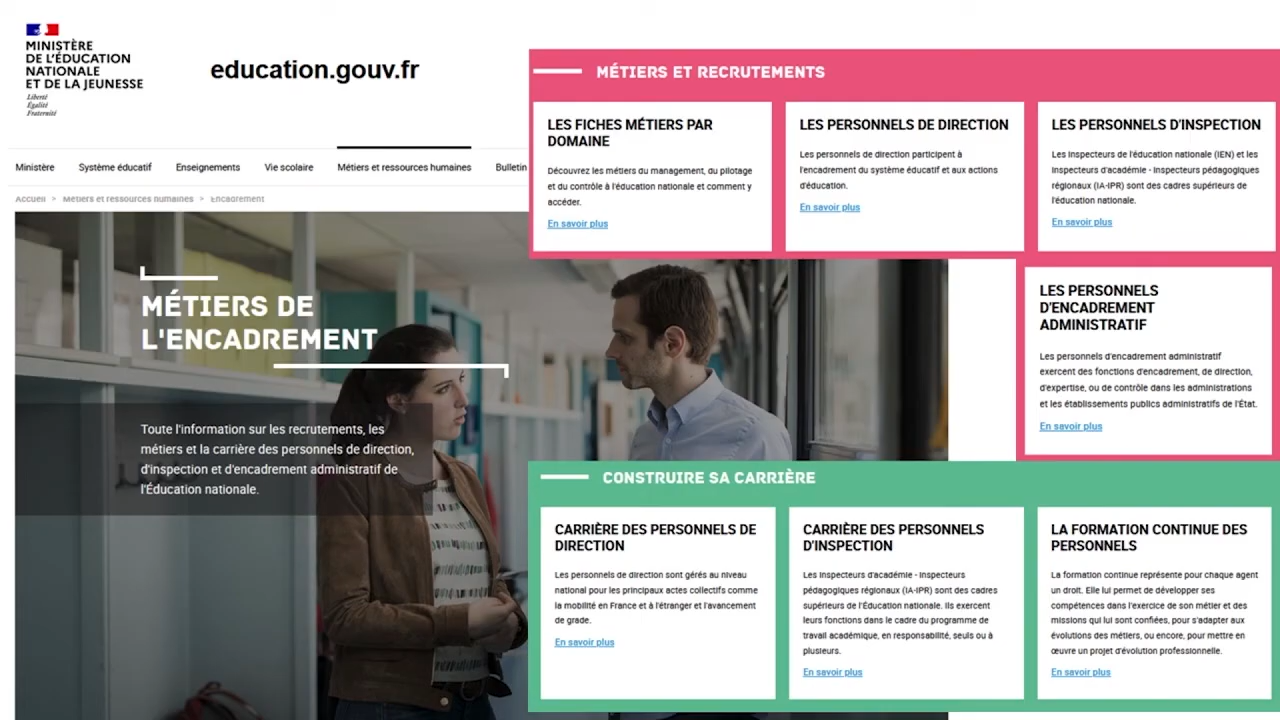 MINISTÈRE
DE L'ÉDUCATION
NATIONALE
ET DE LA JEUNESSE
Liberté
Égalité
Fraternité
education.gouv.fr
Ministère
Système éducatif
Enseignements
Vie scolaire
Métiers et ressources humaines
Bulletin
Accueil > Métiers et ressources humaines > Encadrement
MÉTIERS DE
L'ENCADREMENT
Toute l'information sur les recrutements, les
métiers et la carrière des personnels de direction,
d'inspection et d'encadrement administratif de
l'Éducation nationale.
MÉTIERS ET RECRUTEMENTS
LES FICHES MÉTIERS PAR
DOMAINE
Découvrez les métiers du management, du pilotage
et du contrôle à l'éducation nationale et comment y
accéder.
En savoir plus
LES PERSONNELS DE DIRECTION
Les personnels de direction participent à
l'encadrement du système éducatif et aux actions
d'éducation.
En savoir plus
LES PERSONNELS D'INSPECTION
Les inspecteurs de l'éducation nationale (IEN) et les
inspecteurs d'académie - inspecteurs pédagogiques
régionaux (IA-IPR) sont des cadres supérieurs de
l'éducation nationale.
En savoir plus
LES PERSONNELS
D'ENCADREMENT
ADMINISTRATIF
Les personnels d'encadrement administratif
exercent des fonctions d'encadrement, de direction,
d'expertise, ou de contrôle dans les administrations
et les établissements publics administratifs de l'État.
En savoir plus
CONSTRUIRE SA CARRIÈRE
CARRIÈRE DES PERSONNELS DE
DIRECTION
Les personnels de direction sont gérés au niveau
national pour les principaux actes collectifs comme
la mobilité en France et à l'étranger et l'avancement
de grade.
En savoir plus
CARRIÈRE DES PERSONNELS
D'INSPECTION
Les inspecteurs d'académie - inspecteurs
pédagogiques régionaux (IA-IPR) sont des cadres
supérieurs de l'Éducation nationale. Ils exercent
leurs fonctions dans le cadre du programme de
travail académique, en responsabilité, seuls ou à
plusieurs.
En savoir plus
LA FORMATION CONTINUE DES
PERSONNELS
La formation continue représente pour chaque agent
un droit. Elle lui permet de développer ses
compétences dans l'exercice de son métier et des
missions qui lui sont confiées, pour s'adapter aux
évolutions des métiers, ou encore, pour mettre en
œuvre un projet d'évolution professionnelle.
En savoir plus